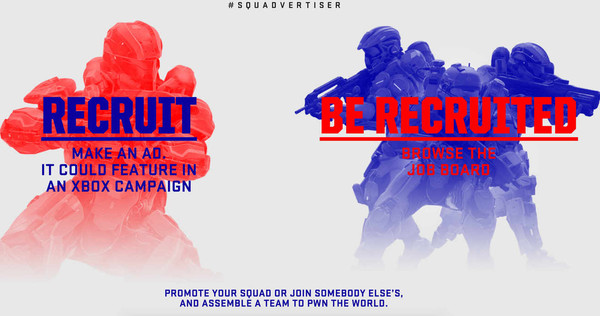 #SQUADVERTISER
RECRUIT
MAKE AN AD.
IT COULD FEATURE IN
AN XBOX CAMPAIGN
BE RECRUITED
BROWSE THE
JOB BOARD
PROMOTE YOUR SQUAD OR JOIN SOMEBODY ELSE'S,
AND ASSEMBLE A TEAM TO PWN THE WORLD.